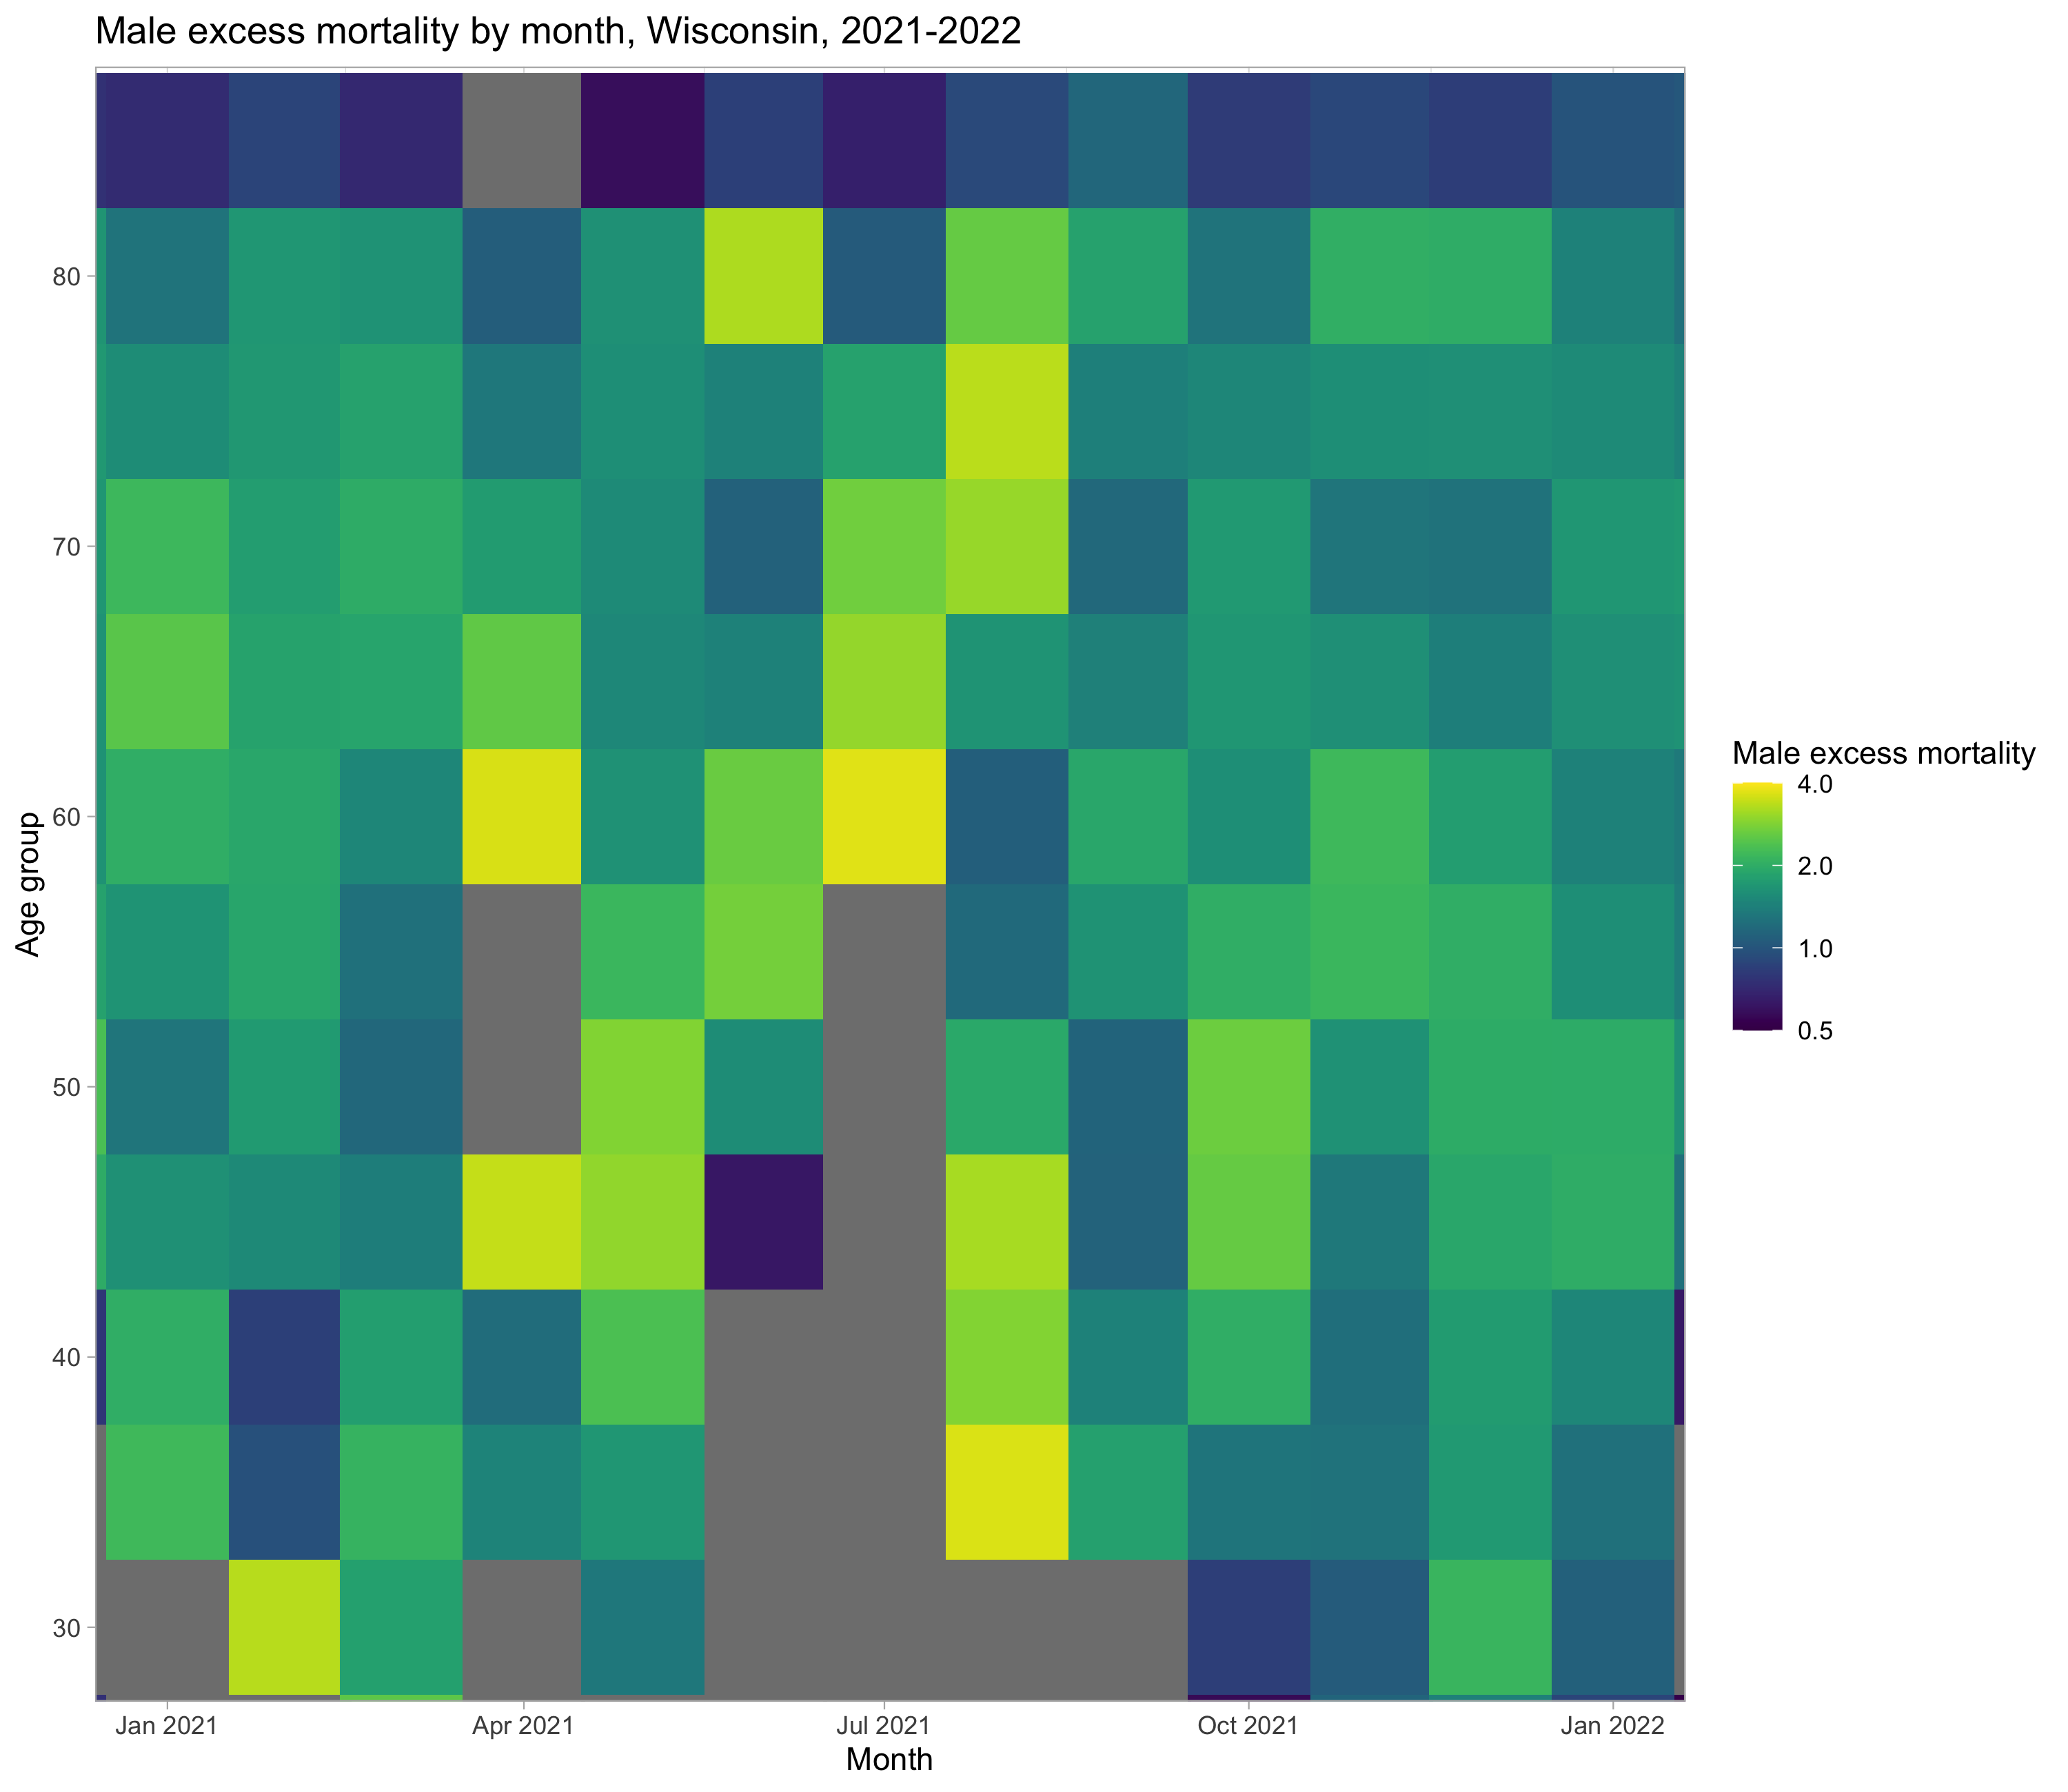 Male excess mortality by month, Wisconsin, 2021-2022
80
70
60
50
40
30
Age group
Jan 2021
Apr 2021
Jul 2021
Oct 2021
Jan 2022
Month
Male excess mortality
4.0
2.0
1.0
0.5